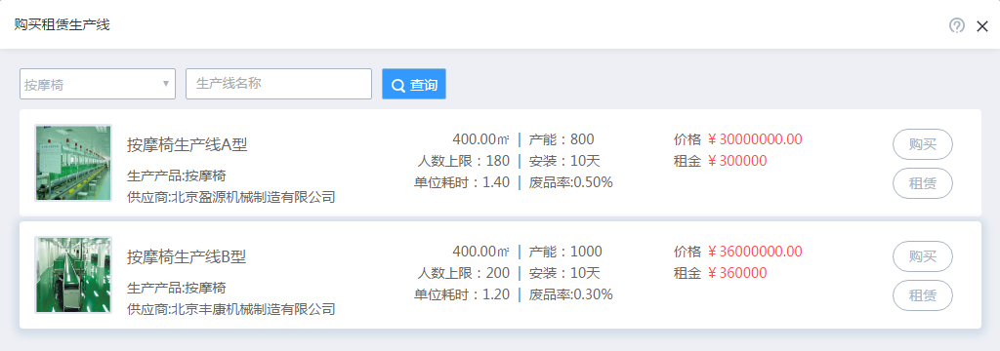 购买租赁生产线
按摩椅 生产线名称 查询
按摩椅生产线A型
生产产品:按摩椅
供应商:北京盈源机械制造有限公司
400.00㎡ | 产能：800
人数上限：180 | 安装：10天
单位耗时：1.40 | 废品率:0.50%
价格 ￥30000000.00
租金 ￥300000
购买
租赁
按摩椅生产线B型
生产产品:按摩椅
供应商:北京丰康机械制造有限公司
400.00㎡ | 产能：1000
人数上限：200 | 安装：10天
单位耗时：1.20 | 废品率:0.30%
价格 ￥36000000.00
租金 ￥360000
购买
租赁